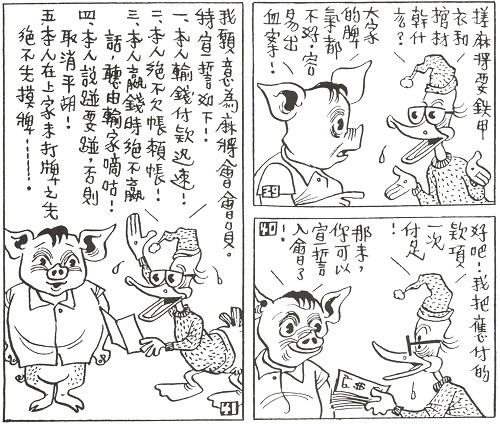 搓麻將要鉄甲
衣和
棺材
幹什
么?
大家
的脾
氣都
不好,容
易出
血案!
39
好吧!我把應付的
款項
一次
付足
!
那末,
你可以
宣誓
入會了
!
40
我願意為麻將會會員。
特宣誓如下!
一、本人輸錢付款迅速!
二、本人絕不欠帳賴帳!
三、本人贏錢時絕不贏
話,聽由輸家嘀咕!
四、本人說碰要碰,否則
取消平胡!
五、本人在上家未打牌之先
絕不先摸牌!......
41